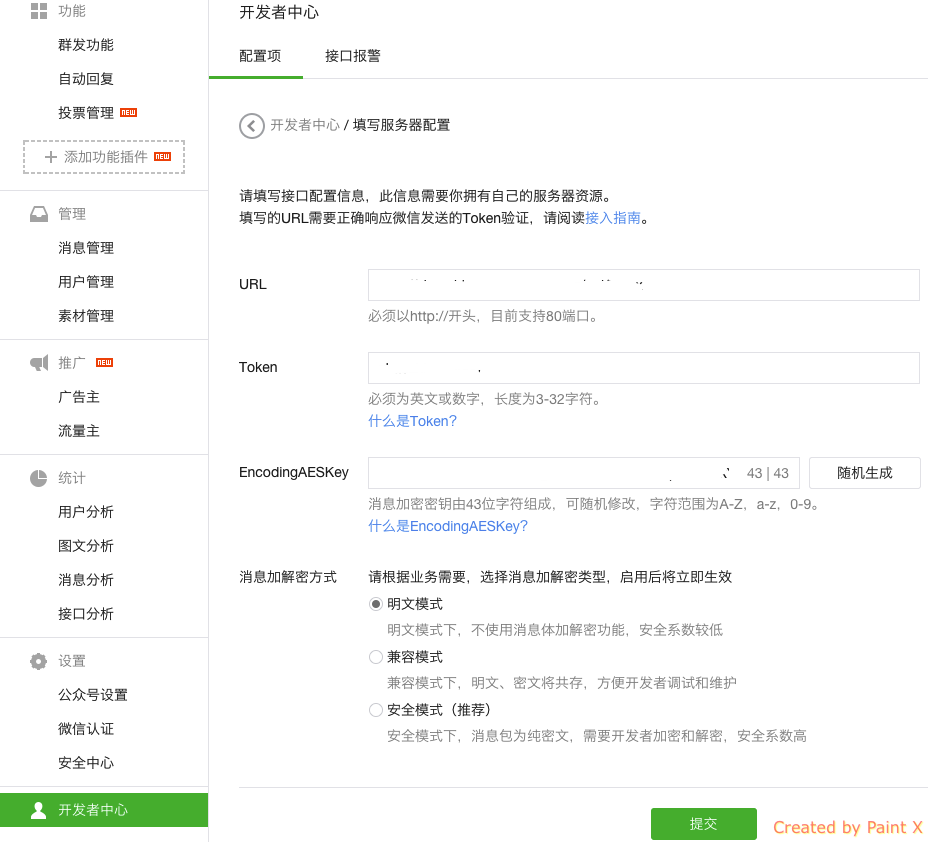 功能
群发功能
自动回复
投票管理 NEW
添加功能插件 NEW
管理
消息管理
用户管理
素材管理
推广 NEW
广告主
流量主
统计
用户分析
图文分析
消息分析
接口分析
设置
公众号设置
微信认证
安全中心
开发者中心
开发者中心
配置项 接口报警
开发者中心 / 填写服务器配置
请填写接口配置信息，此信息需要你拥有自己的服务器资源。
填写的URL需要正确响应微信发送的Token验证，请阅读接入指南。
URL
必须以http://开头，目前支持80端口。
Token
必须为英文或数字，长度为3-32字符。
什么是Token？
EncodingAESKey 43 | 43 随机生成
消息加密密钥由43位字符组成，可随机修改，字符范围为A-Z，a-z，0-9。
什么是EncodingAESKey？
消息加解密方式 请根据业务需要，选择消息加解密类型，启用后将立即生效
明文模式
明文模式下，不使用消息体加解密功能，安全系数较低
兼容模式
兼容模式下，明文、密文将共存，方便开发者调试和维护
安全模式（推荐）
安全模式下，消息包为纯密文，需要开发者加密和解密，安全系数高
提交
Created by Paint X